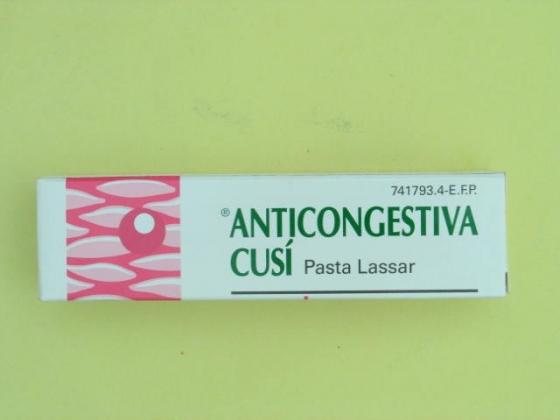 741793.4-E.F.P.
® ANTICONGESTIVA
CUSÍ Pasta Lassar